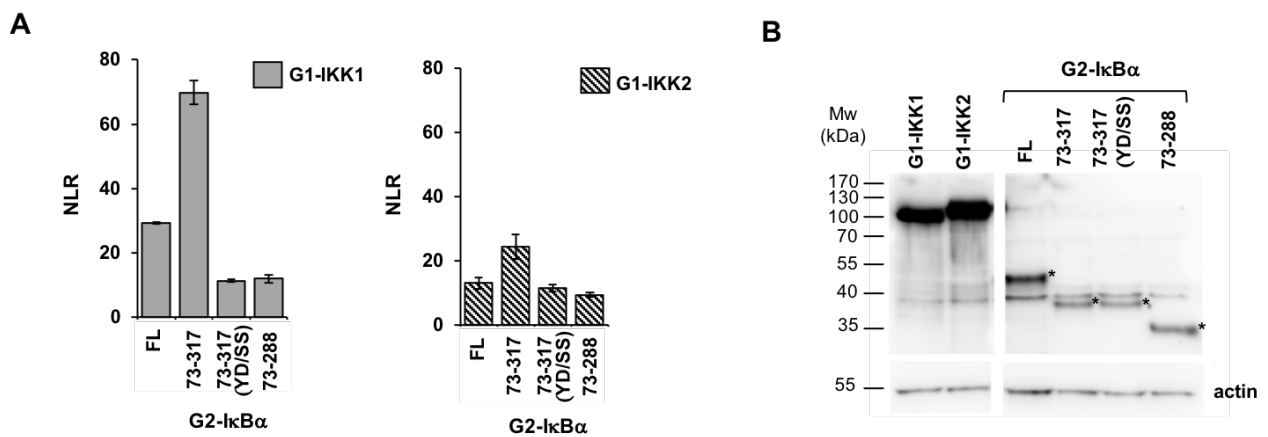 A
80
60
40
20
0
NLR
G1-IKK1
FL
73-317
73-317
(YD/SS)
73-288
G2-IκBα
80
60
40
20
0
NLR
G1-IKK2
FL
73-317
73-317
(YD/SS)
73-288
G2-IκBα
B
G2-IκBα
Mw
(kDa)
G1-IKK1
G1-IKK2
FL
73-317
73-317
(YD/SS)
73-288
170
130
100
70
55
40
35
*
*
*
*
55
actin